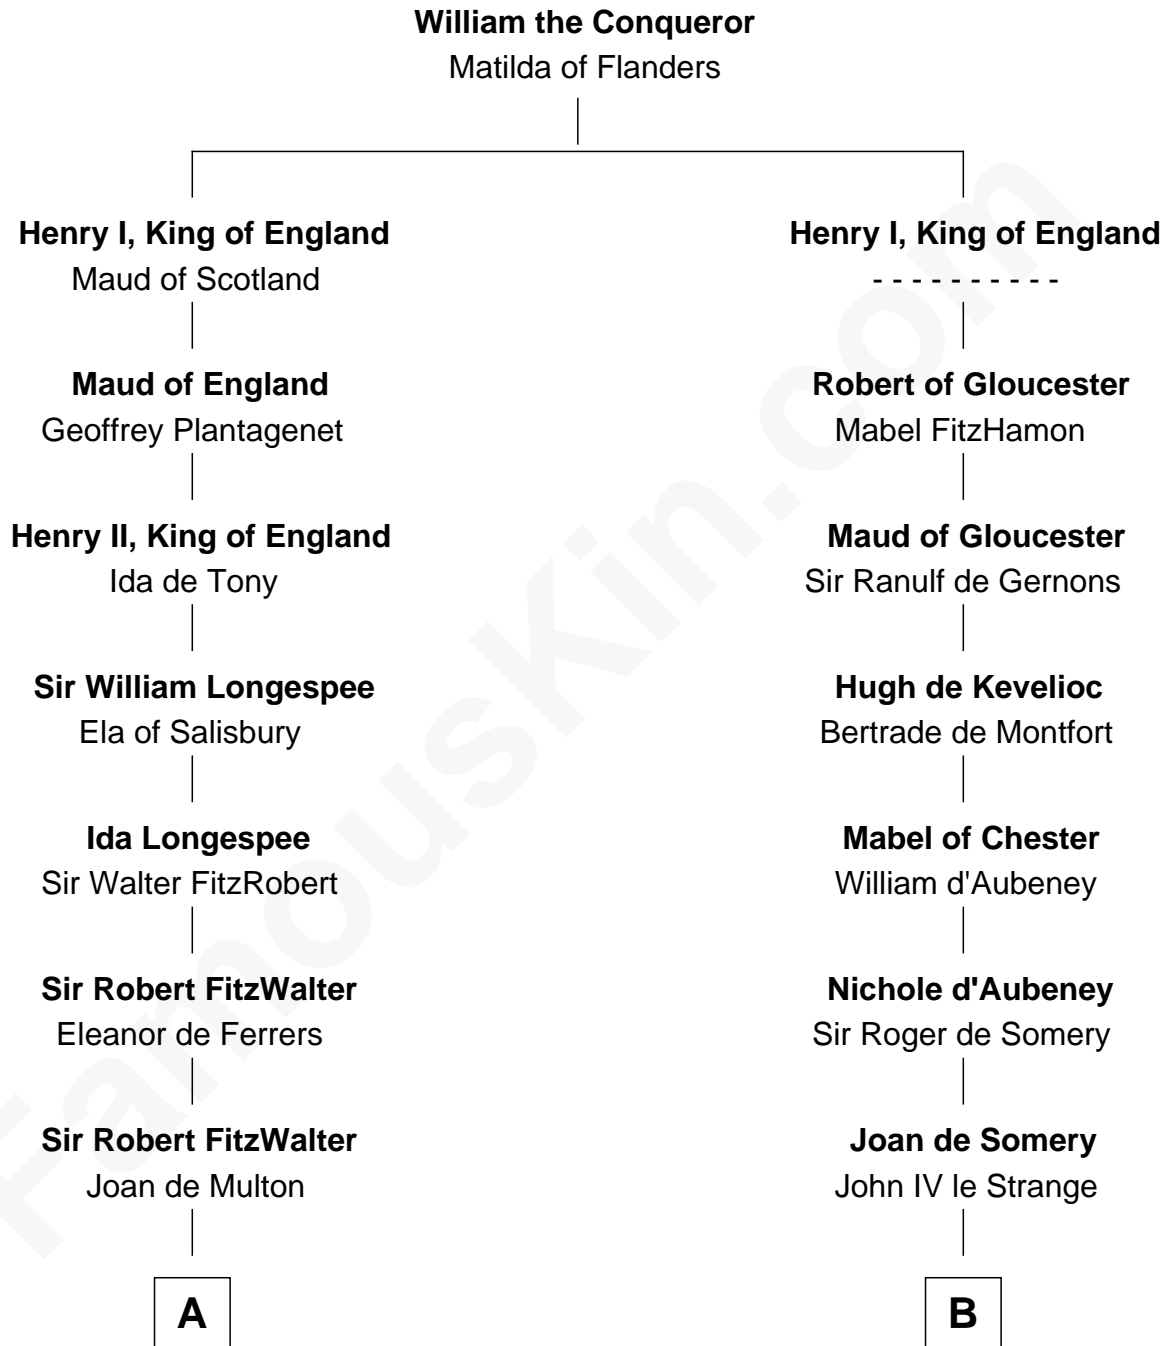 William the Conqueror
Matilda of Flanders
Henry I, King of England
Maud of Scotland
Henry I, King of England
- - - - - - - - - -
Maud of England
Geoffrey Plantagenet
Robert of Gloucester
Mabel FitzHamon
Henry II, King of England
Ida de Tony
Maud of Gloucester
Sir Ranulf de Gernons
Sir William Longespee
Ela of Salisbury
Hugh de Kevelioc
Bertrade de Montfort
Ida Longespee
Sir Walter FitzRobert
Mabel of Chester
William d'Aubeney
Sir Robert FitzWalter
Eleanor de Ferrers
Nichole d'Aubeney
Sir Roger de Somery
Sir Robert FitzWalter
Joan de Multon
Joan de Somery
John IV le Strange
A
B
FamousKin.com